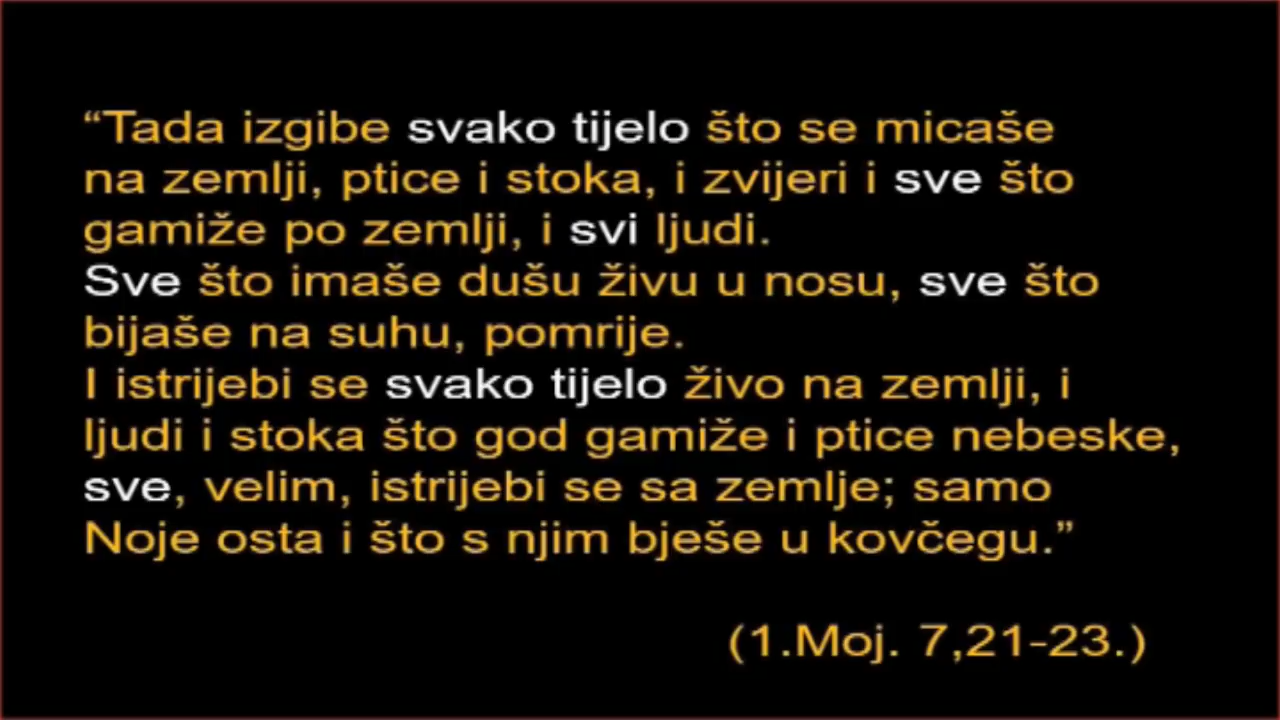 “Tada izgibe svako tijelo što se micaše
na zemlji, ptice i stoka, i zvijeri i sve što
gamiže po zemlji, i svi ljudi.
Sve što imaše dušu živu u nosu, sve što
bijaše na suhu, pomrije.
I istrijebi se svako tijelo živo na zemlji, i
ljudi i stoka što god gamiže i ptice nebeske,
sve, velim, istrijebi se sa zemlje; samo
Noje osta i što s njim bješe u kovčegu.”
(1.Moj. 7,21-23.)